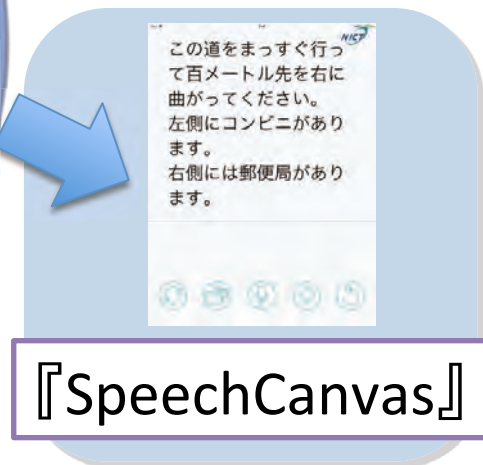 NICT
この道をまっすぐ行っ
て百メートル先を右に
曲がってください。
左側にコンビニがあり
ます。
右側には郵便局があり
ます。
『SpeechCanvas』